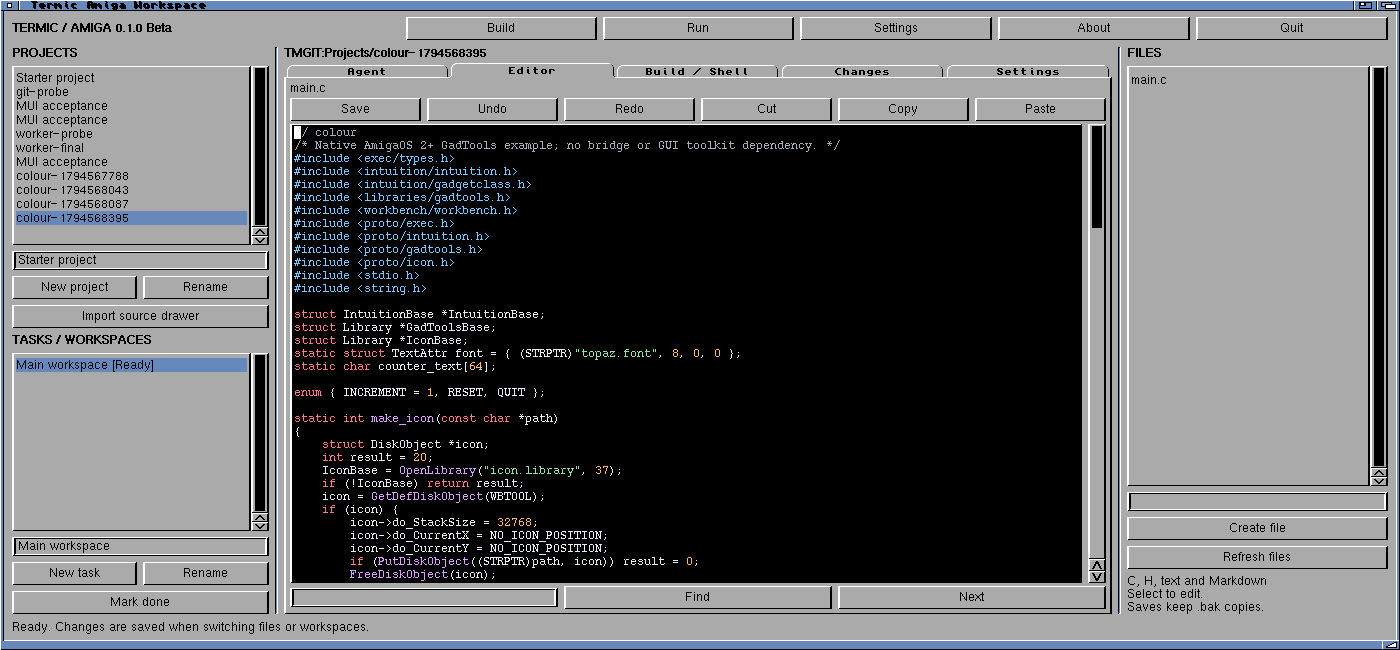 Termic Amiga Workspace
TERMIC / AMIGA 0.1.0 Beta
Build
Run
Settings
About
Quit
PROJECTS
Starter project
git-probe
MUI acceptance
MUI acceptance
worker-probe
worker-final
MUI acceptance
colour-1794567788
colour-1794568043
colour-1794568087
colour-1794568395
Starter project
New project
Rename
Import source drawer
TASKS / WORKSPACES
Main workspace [Ready]
Main workspace
New task
Rename
Mark done
TMGIT:Projects/colour-1794568395
Agent
Editor
Build / Shell
Changes
Settings
main.c
Save
Undo
Redo
Cut
Copy
Paste
/ colour
/* Native AmigaOS 2+ GadTools example; no bridge or GUI toolkit dependency. */
#include <exec/types.h>
#include <intuition/intuition.h>
#include <intuition/gadgetclass.h>
#include <libraries/gadtools.h>
#include <workbench/workbench.h>
#include <proto/exec.h>
#include <proto/intuition.h>
#include <proto/gadtools.h>
#include <proto/icon.h>
#include <stdio.h>
#include <string.h>
struct IntuitionBase *IntuitionBase;
struct Library *GadToolsBase;
struct Library *IconBase;
static struct TextAttr font = { (STRPTR)"topaz.font", 8, 0, 0 };
static char counter_text[64];
enum { INCREMENT = 1, RESET, QUIT };
static int make_icon(const char *path)
{
    struct DiskObject *icon;
    int result = 20;
    IconBase = OpenLibrary("icon.library", 37);
    if (!IconBase) return result;
    icon = GetDefDiskObject(WBTOOL);
    if (icon) {
        icon->do_StackSize = 32768;
        icon->do_CurrentX = NO_ICON_POSITION;
        icon->do_CurrentY = NO_ICON_POSITION;
        if (PutDiskObject((STRPTR)path, icon)) result = 0;
        FreeDiskObject(icon);
Find
Next
FILES
main.c
Create file
Refresh files
C, H, text and Markdown
Select to edit.
Saves keep .bak copies.
Ready. Changes are saved when switching files or workspaces.